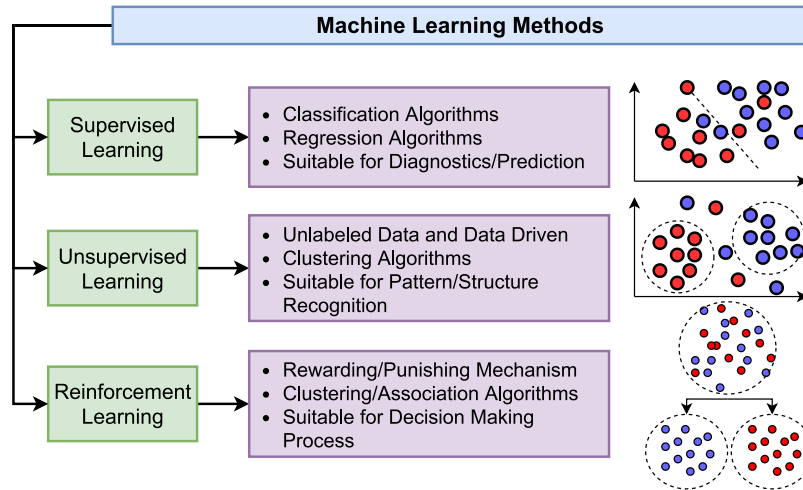 Machine Learning Methods
Supervised
Learning
• Classification Algorithms
• Regression Algorithms
• Suitable for Diagnostics/Prediction
Unsupervised
Learning
• Unlabeled Data and Data Driven
• Clustering Algorithms
• Suitable for Pattern/Structure
Recognition
Reinforcement
Learning
• Rewarding/Punishing Mechanism
• Clustering/Association Algorithms
• Suitable for Decision Making
Process